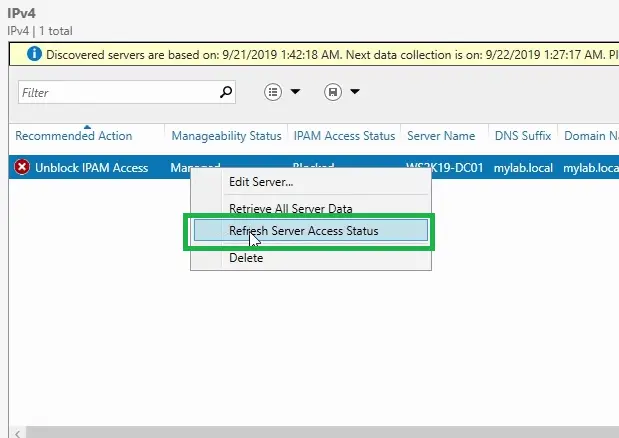 IPv4
IPv4 | 1 total
Discovered servers are based on: 9/21/2019 1:42:18 AM. Next data collection is on: 9/22/2019 1:27:17 AM. Pl
Filter
Recommended Action Manageability Status IPAM Access Status Server Name DNS Suffix Domain Na
Unblock IPAM Access Managed Blocked WS2K19-DC01 mylab.local mylab.loca
Edit Server...
Retrieve All Server Data
Refresh Server Access Status
Delete